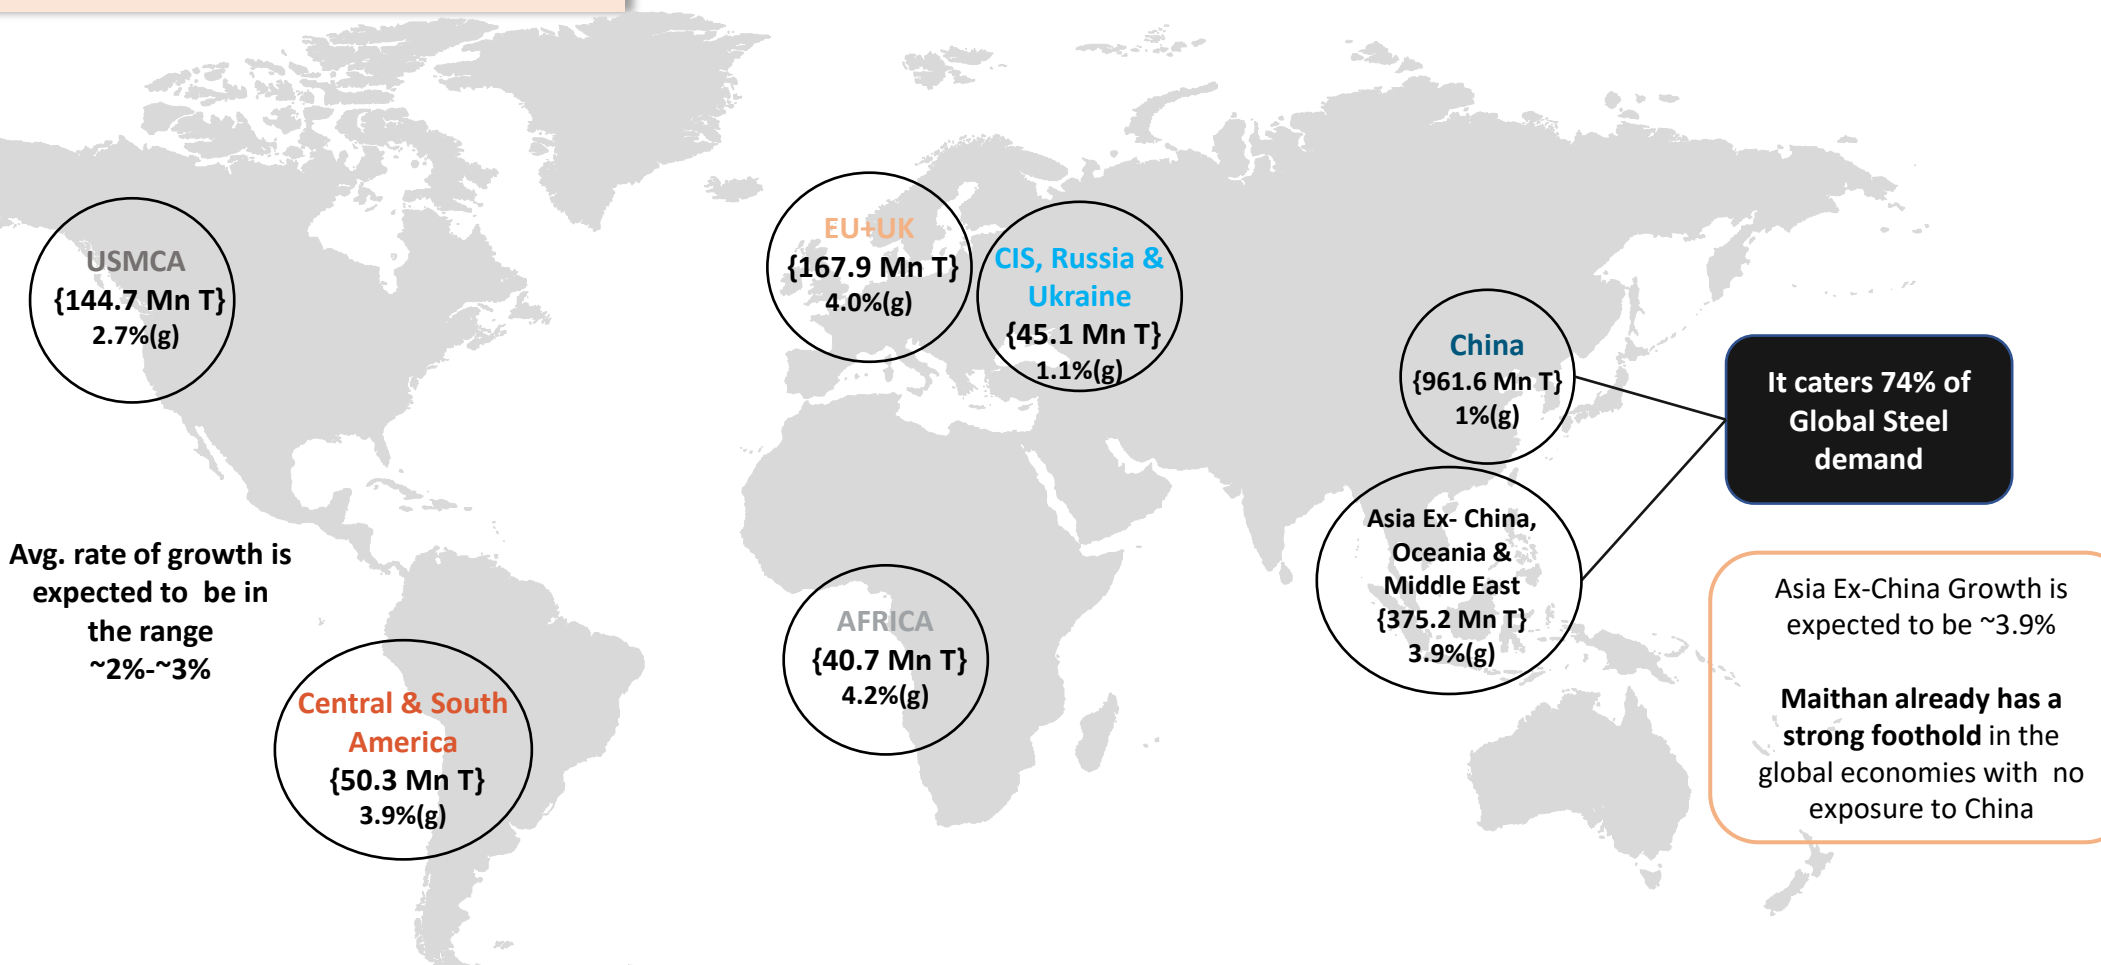 USMCA
{144.7 Mn T}
2.7%(g)
EU+UK
{167.9 Mn T}
4.0%(g)
CIS, Russia &
Ukraine
{45.1 Mn T}
1.1%(g)
China
{961.6 Mn T}
1%(g)
It caters 74% of
Global Steel
demand
Asia Ex- China,
Oceania &
Middle East
{375.2 Mn T}
3.9%(g)
Avg. rate of growth is
expected to  be in
the range
~2%-~3%
AFRICA
{40.7 Mn T}
4.2%(g)
Central & South
America
{50.3 Mn T}
3.9%(g)
Asia Ex-China Growth is
expected to be ~3.9%
Maithan already has a
strong foothold in the
global economies with  no
exposure to China